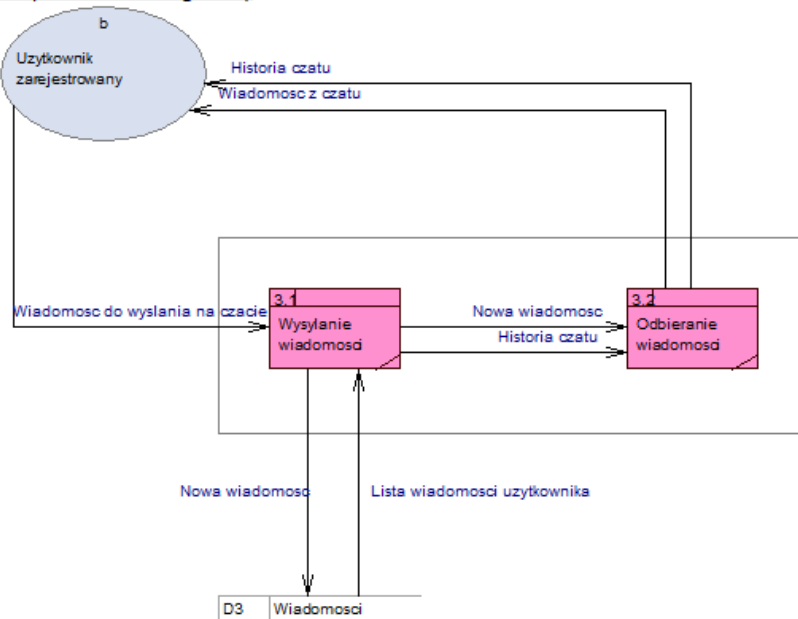 b
Uzytkownik
zarejestrowany
Historia czatu
Wiadomosc z czatu
3.1
Wysylanie
wiadomosci
3.2
Odbieranie
wiadomosci
Wiadomosc do wyslania na czacie
Nowa wiadomosc
Historia czatu
Nowa wiadomosc
Lista wiadomosci uzytkownika
D3
Wiadomosci